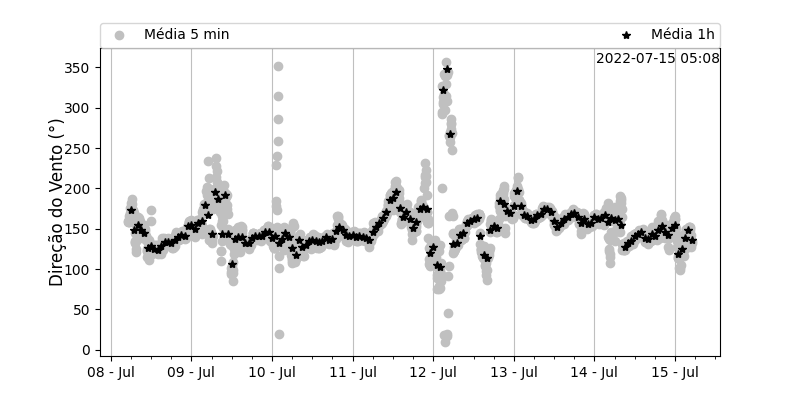 Média 5 min
Média 1h
2022-07-15 05:08
Direção do Vento (°)
350
300
250
200
150
100
50
0
08 - Jul
09 - Jul
10 - Jul
11 - Jul
12 - Jul
13 - Jul
14 - Jul
15 - Jul